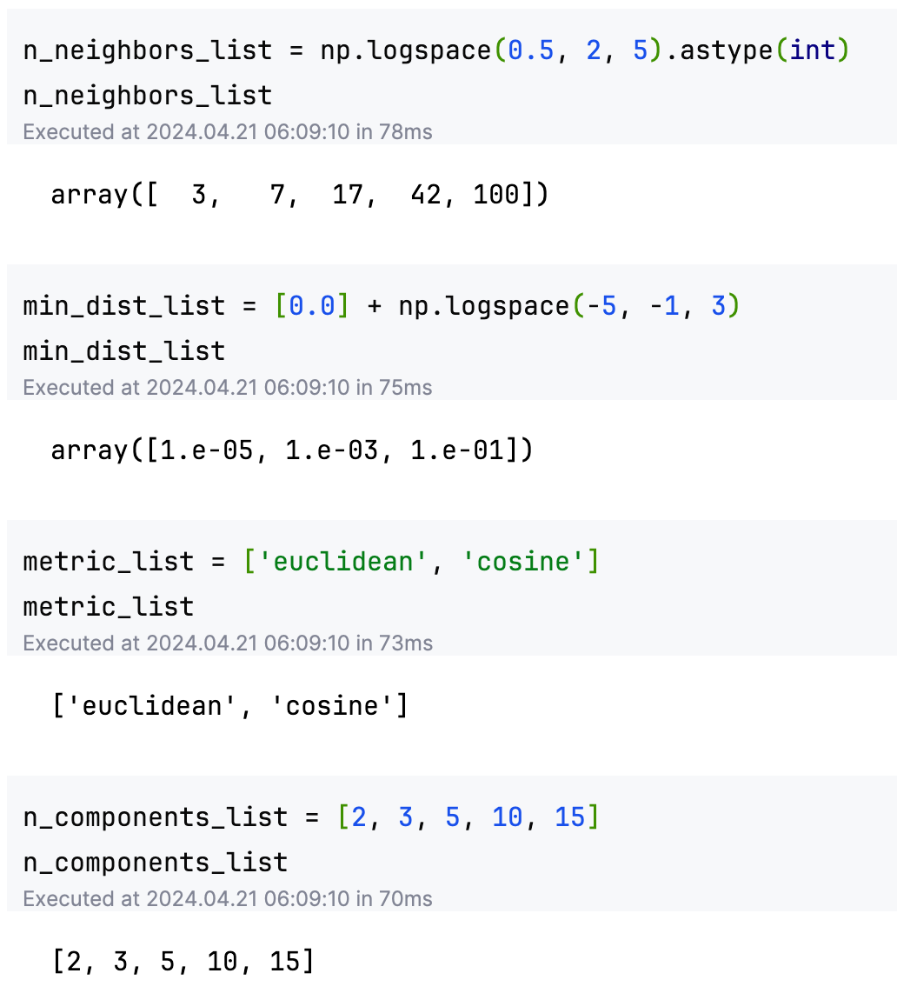 n_neighbors_list = np.logspace(0.5, 2, 5).astype(int)
n_neighbors_list
Executed at 2024.04.21 06:09:10 in 78ms
array([  3,   7,  17,  42, 100])
min_dist_list = [0.0] + np.logspace(-5, -1, 3)
min_dist_list
Executed at 2024.04.21 06:09:10 in 75ms
array([1.e-05, 1.e-03, 1.e-01])
metric_list = ['euclidean', 'cosine']
metric_list
Executed at 2024.04.21 06:09:10 in 73ms
['euclidean', 'cosine']
n_components_list = [2, 3, 5, 10, 15]
n_components_list
Executed at 2024.04.21 06:09:10 in 70ms
[2, 3, 5, 10, 15]